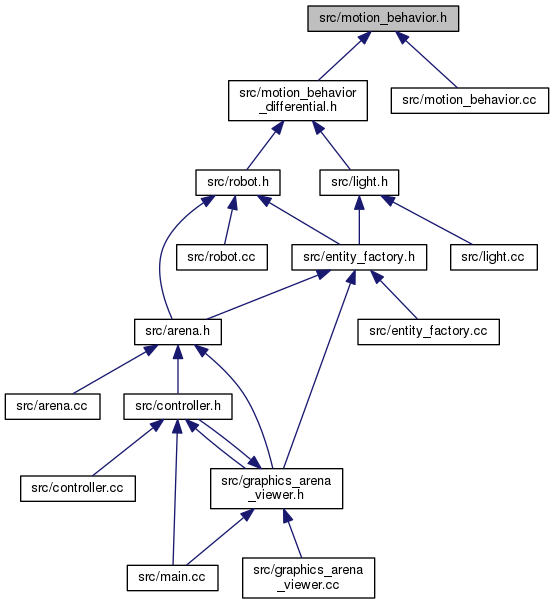 src/motion_behavior.h
src/motion_behavior
_differential.h
src/motion_behavior.cc
src/robot.h
src/light.h
src/robot.cc
src/entity_factory.h
src/light.cc
src/arena.h
src/entity_factory.cc
src/arena.cc
src/controller.h
src/controller.cc
src/graphics_arena
_viewer.h
src/main.cc
src/graphics_arena
_viewer.cc